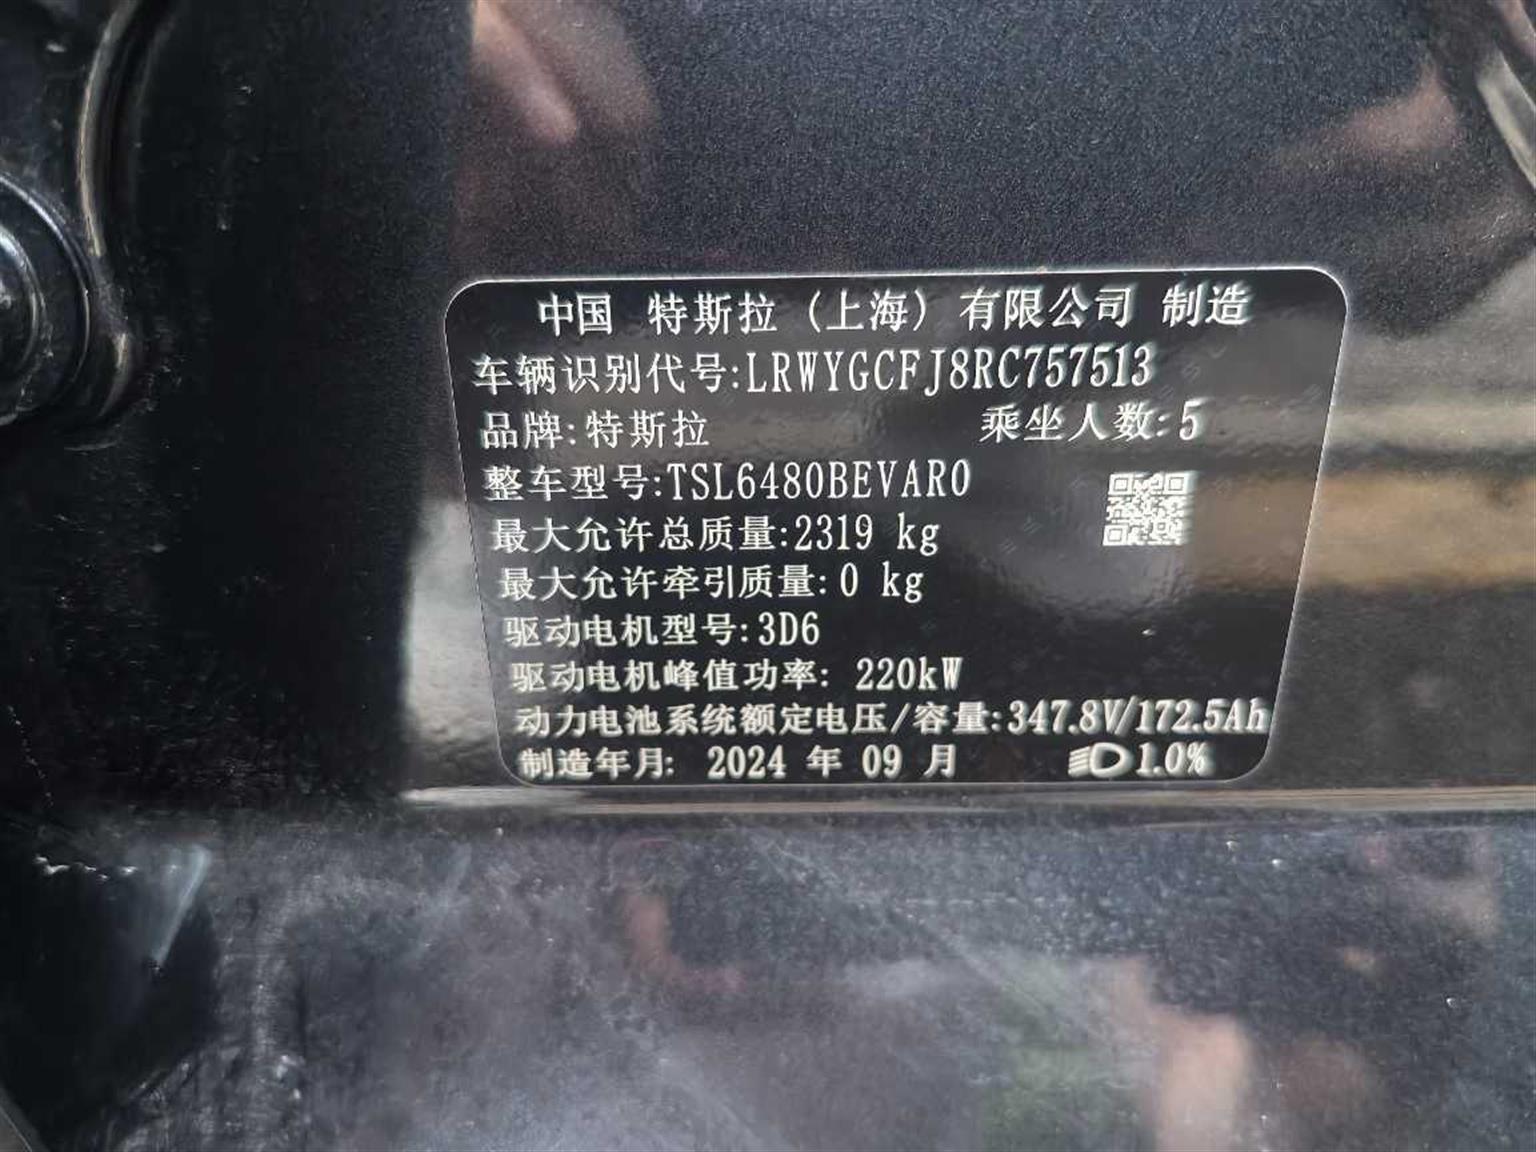 中国 特斯拉(上海)有限公司 制造
车辆识别代号:LRWYGCFJ8RC757513
品牌:特斯拉 乘坐人数:5
整车型号:TSL6480BEVAR0
最大允许总质量:2319 kg
最大允许牵引质量:0 kg
驱动电机型号:3D6
驱动电机峰值功率: 220kW
动力电池系统额定电压/容量:347.8V/172.5Ah
制造年月: 2024 年 09 月 1.0%